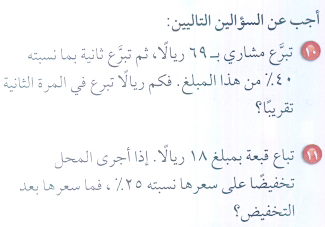 أجب عن السؤالين التاليين:
٢٠ تبرَّع مشاري بـ ٦٩ ريالًا، ثم تبرَّع ثانية بما نسبته
٤٠٪ من هذا المبلغ. فكم ريالًا تبرع في المرة الثانية
تقريبًا؟
٢١ تباع قبعة بمبلغ ١٨ ريالًا. إذا أجرى المحل
تخفيضًا على سعرها نسبته ٢٥٪، فما سعرها بعد
التخفيض؟